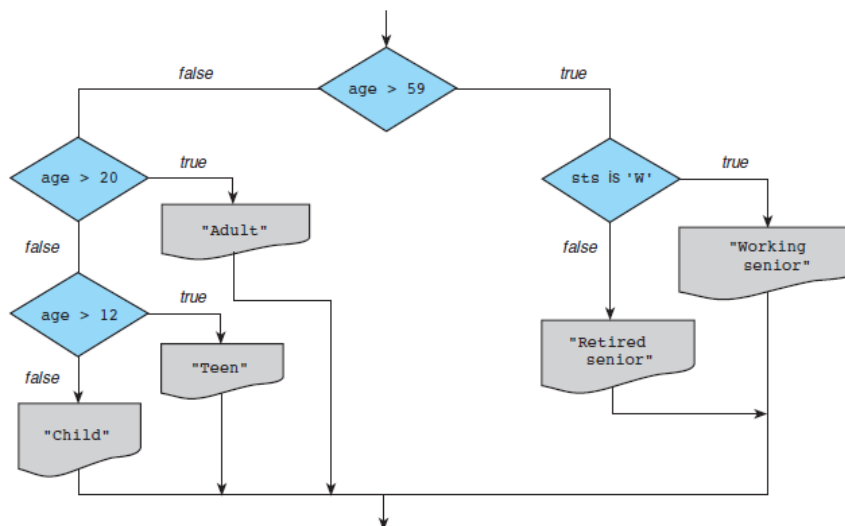 false
true
age > 59
true
true
age > 20
sts is 'W'
"Adult"
"Working
senior"
false
false
true
age > 12
"Retired
senior"
"Teen"
false
"Child"